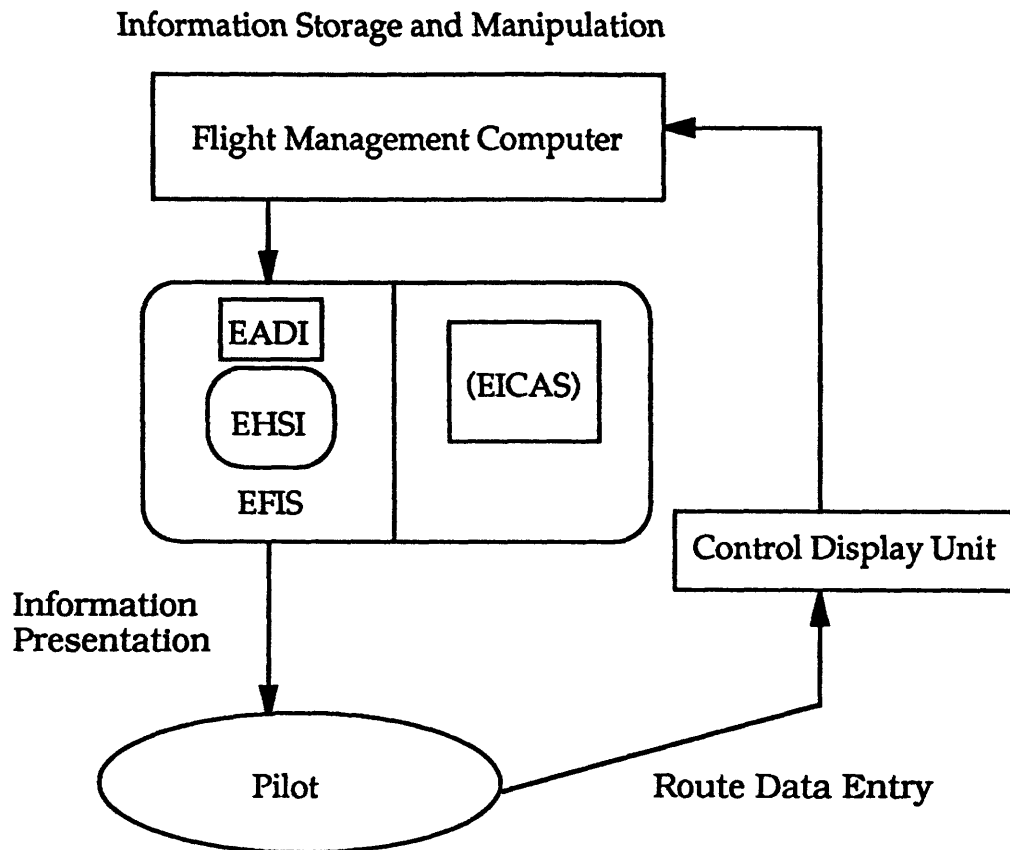 Information Storage and Manipulation
Flight Management Computer
EADI
EHSI
EFIS
(EICAS)
Control Display Unit
Information
Presentation
Pilot
Route Data Entry